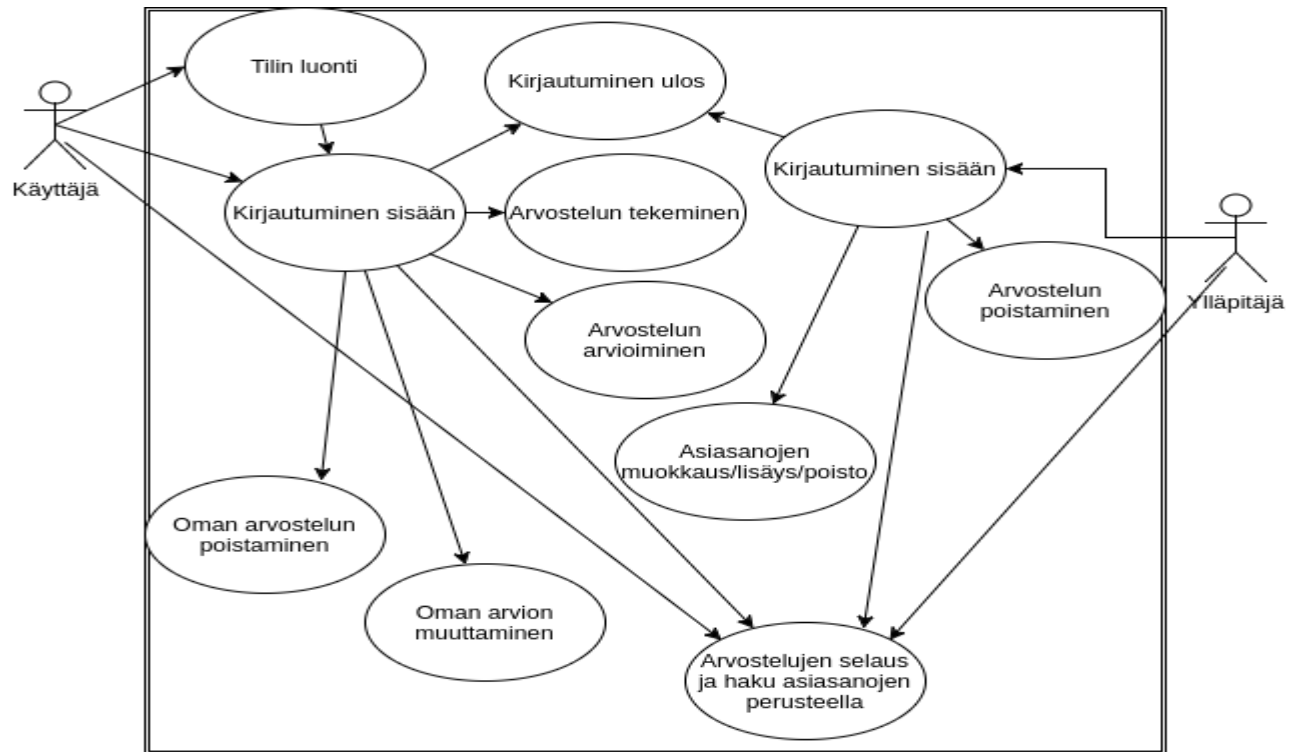 Tilin luonti
Kirjautuminen ulos
Kirjautuminen sisään
Käyttäjä
Kirjautuminen sisään
Arvostelun tekeminen
Arvostelun
poistaminen
Ylläpitäjä
Arvostelun
arvioiminen
Asiasanojen
muokkaus/lisäys/poisto
Oman arvostelun
poistaminen
Oman arvion
muuttaminen
Arvostelujen selaus
ja haku asiasanojen
perusteella